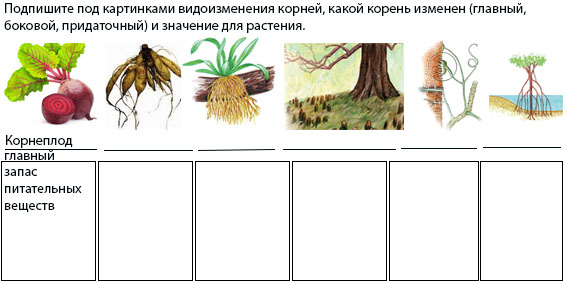 Подпишите под картинками видоизменения корней, какой корень изменен (главный,
боковой, придаточный) и значение для растения.
Корнеплод
главный
запас
питательных
веществ